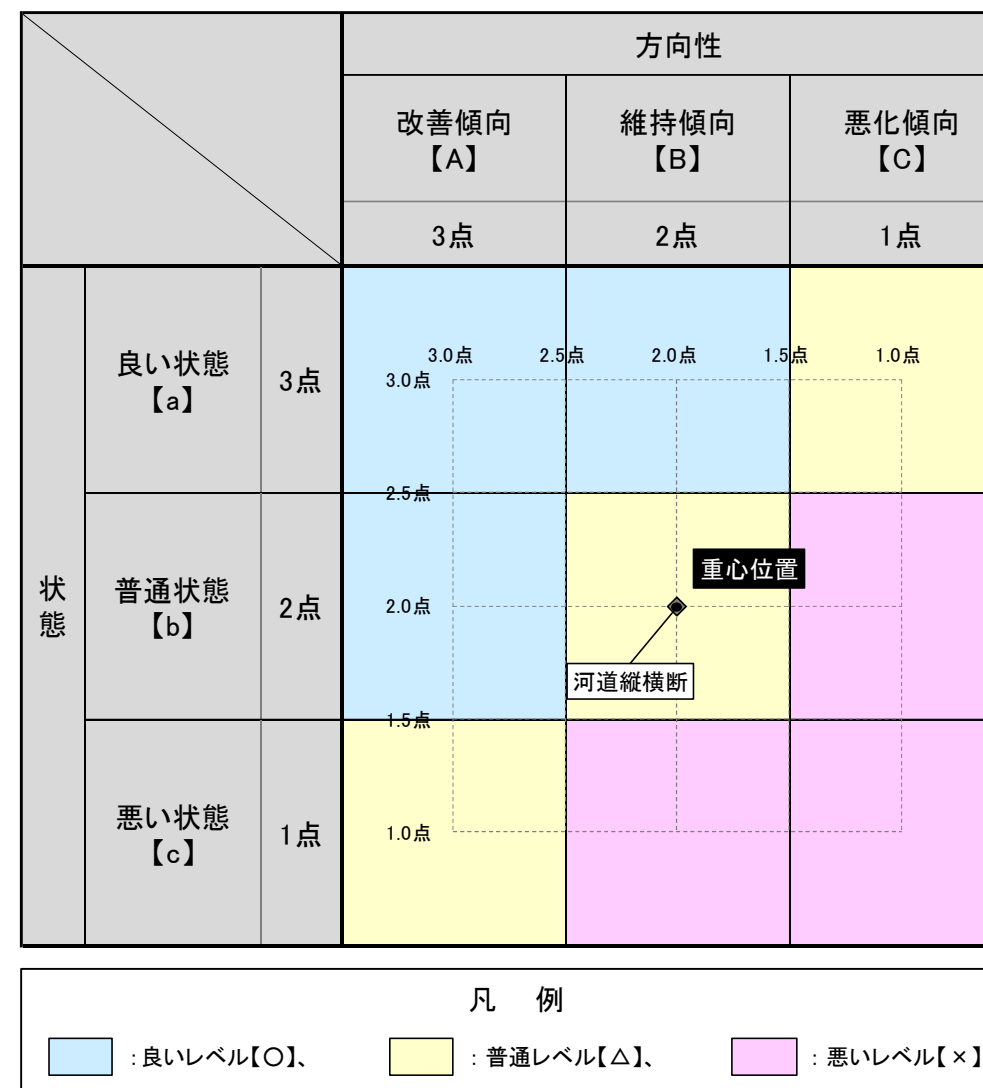 方向性
改善傾向
【A】
維持傾向
【B】
悪化傾向
【C】
3点
2点
1点
状態
良い状態
【a】
3点
3.0点
2.5点
2.0点
1.5点
1.0点
3.0点
2.5点
普通状態
【b】
2点
重心位置
2.0点
河道縦横断
1.5点
悪い状態
【c】
1点
1.0点
凡 例
：良いレベル【○】、
：普通レベル【△】、
：悪いレベル【×】